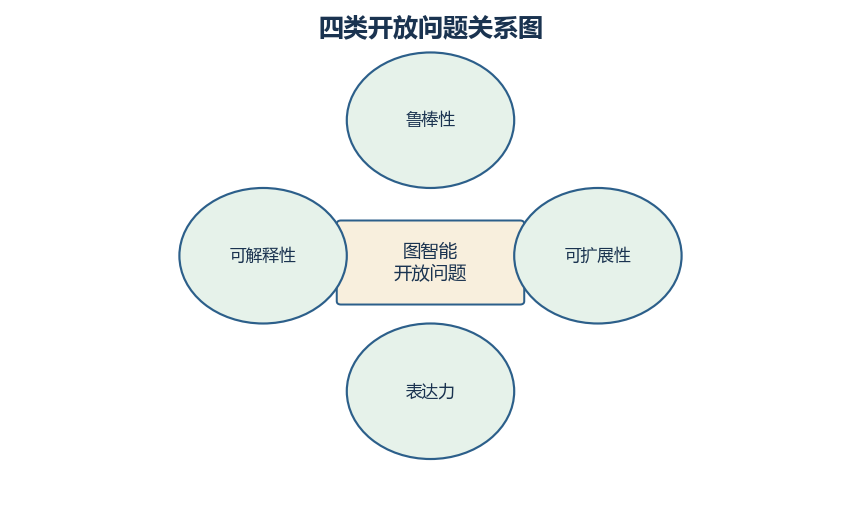 四类开放问题关系图
鲁棒性
可解释性
图智能
开放问题
可扩展性
表达力